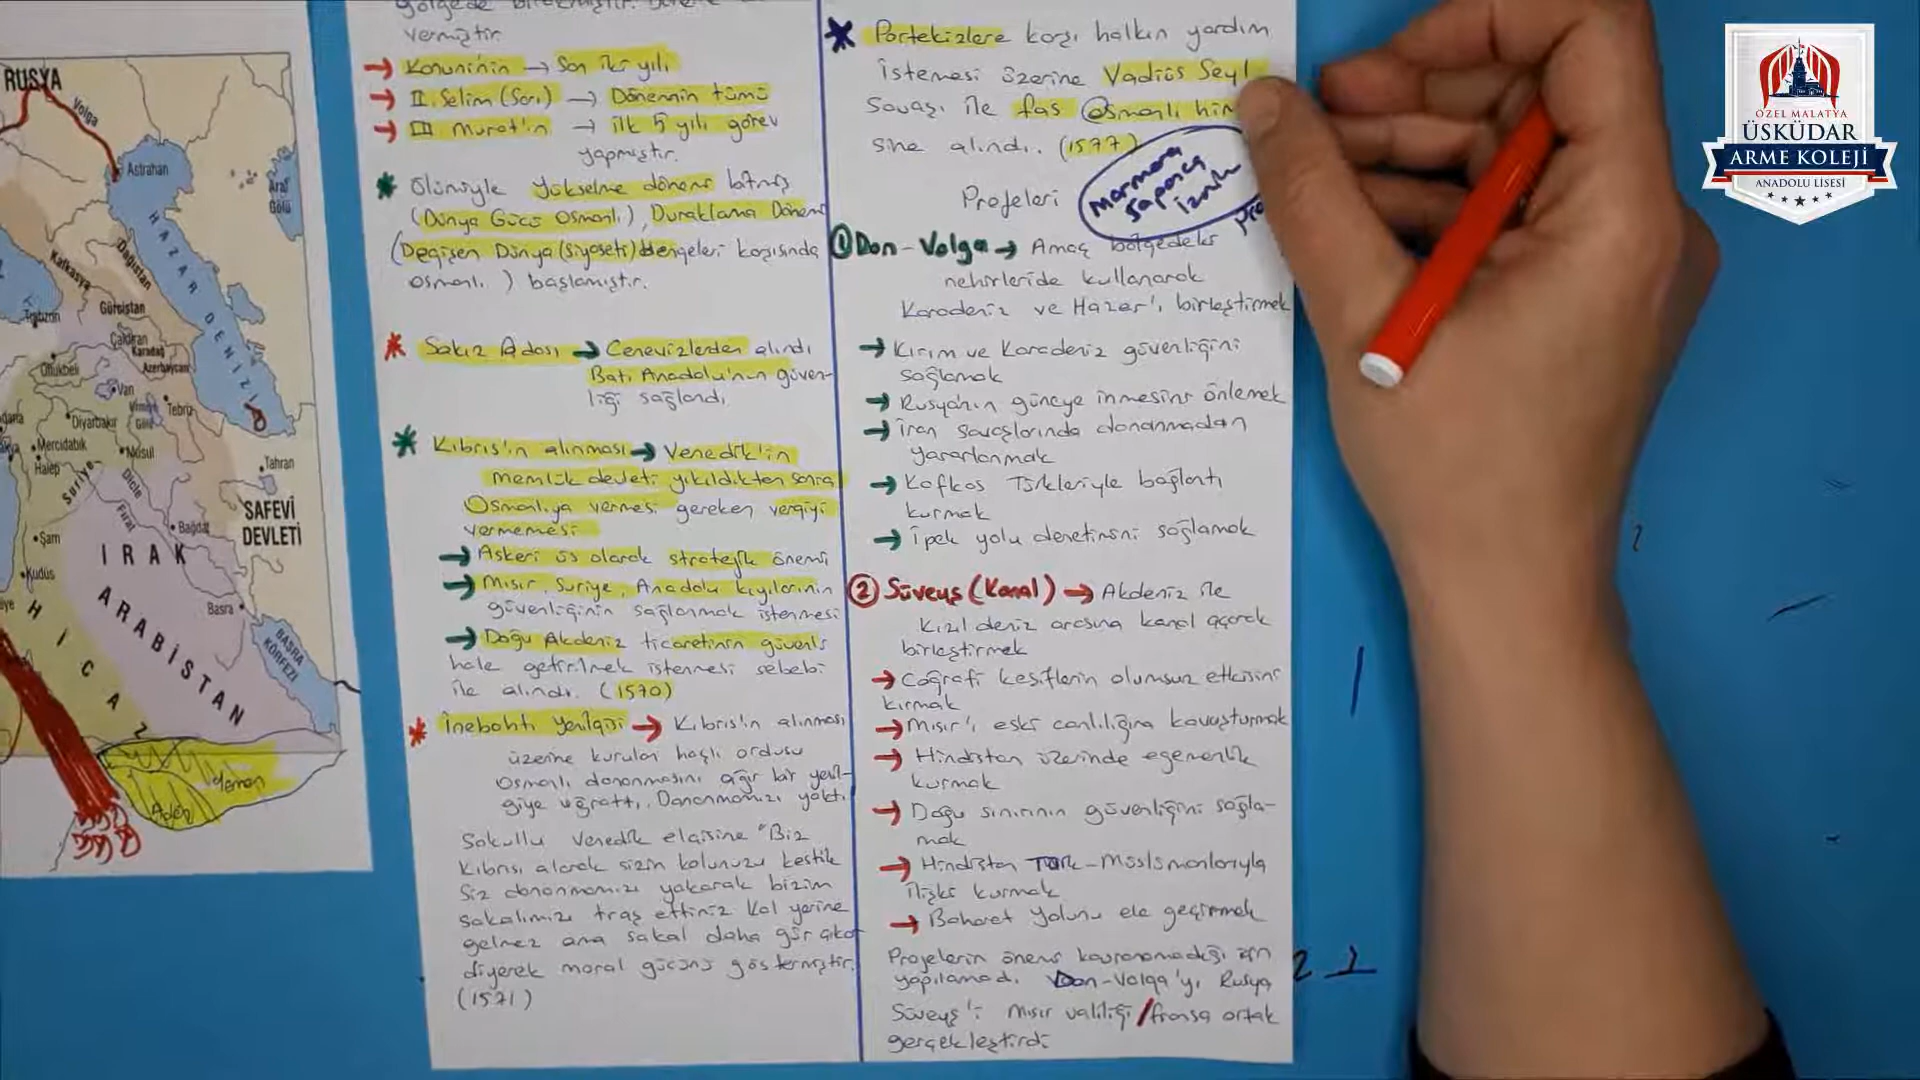 vermiştir.
Kanuni'nin → Son iki yılı
II. Selim (Sarı) → Dönemin tümü
III Murat'ın → ilk 5 yılı görev
yapmıştır.
Ölümüyle Yükselme dönemi bitmiş
(Dünya Gücü Osmanlı), Duraklama Dönemi
(Değişen Dünya (Siyaseti) dengeleri karşısında
Osmanlı) başlamıştır.
Sakız Adası → Cenevizlerden alındı
Batı Anadolu'nun güven-
liği sağlandı.
Kıbrıs'ın alınması → Venedik'in
memlük devleti yıkıldıktan sonra
Osmanlıya vermesi gereken vergiyi
vermemesi
→ Askeri üs olarak stratejik önemi
→ Mısır, Suriye, Anadolu kıyılarının
güvenliğinin sağlanmak istenmesi
→ Doğu Akdeniz ticaretinin güvenli
hale getirilmek istenmesi sebebi
ile alındı. (1570)
İnebahtı yenilgisi → Kıbrıs'ın alınması
üzerine kurulan haçlı ordusu
Osmanlı donanmasını ağır bir yenil-
giye uğrattı. Donanmamızı yaktı
Sokullu Venedik elçisine "Biz
Kıbrısı alarak sizin kolunuzu kestik
Siz donanmamızı yakarak bizim
sakalımızı traş ettiniz Kol yerine
gelmez ama sakal daha gür çıkar
diyerek moral gücünü göstermiştir.
(1571)
Portekizlere karşı halkın yardım
istemesi üzerine Vadiüs Seyl
Savaşı ile fas Osmanlı him
sine alındı. (1577)
Projeleri
Marmara
Sapanca
İzmit
① Don-Volga → Amaç bölgedeki
nehirleride kullanarak
Karadeniz ve Hazar'ı birleştirmek
→ Kırım ve Karadeniz güvenliğini
sağlamak
→ Rusya'nın güneye inmesini önlemek
→ İran savaşlarında donanmadan
yararlanmak
→ Kafkas Türkleriyle bağlantı
kurmak
→ İpek yolu denetimini sağlamak
② Süveyş (Kanal) → Akdeniz ile
Kızıl deniz arasına kanal açarak
birleştirmek
→ Coğrafi keşiflerin olumsuz etkisini
kırmak
→ Mısır'ı eski canlılığına kavuşturmak
→ Hindistan üzerinde egemenlik
kurmak
→ Doğu sınırının güvenliğini sağla-
mak
→ Hindistan Türk-Müslümanlarıyla
ilişki kurmak
→ Baharat yolunu ele geçirmek
Projelerin önemi kavranamadığı için
yapılamadı. Don-Volga'yı Rusya
Süveyş'i Mısır valiliği/fransa ortak
gerçekleştirdi
RUSYA
Volga
Astrahan
Aral
Gölü
HAZAR DENİZİ
Kafkasya
Dağıstan
Gürcistan
Trabzon
Çaldıran
Karadağ
Azerbaycan
Otlukbeli
Van
Tebriz
Diyarbakır
Mercidabık
Halep
Musul
Suriye
Dicle
Fırat
Tahran
SAFEVİ
DEVLETİ
Bağdat
Şam
IRAK
Kudüs
ARABİSTAN
Basra
BASRA
KÖRFEZİ
HİCAZ
Yemen
Aden
ÖZEL MALATYA
ÜSKÜDAR
ARME KOLEJİ
ANADOLU LİSESİ